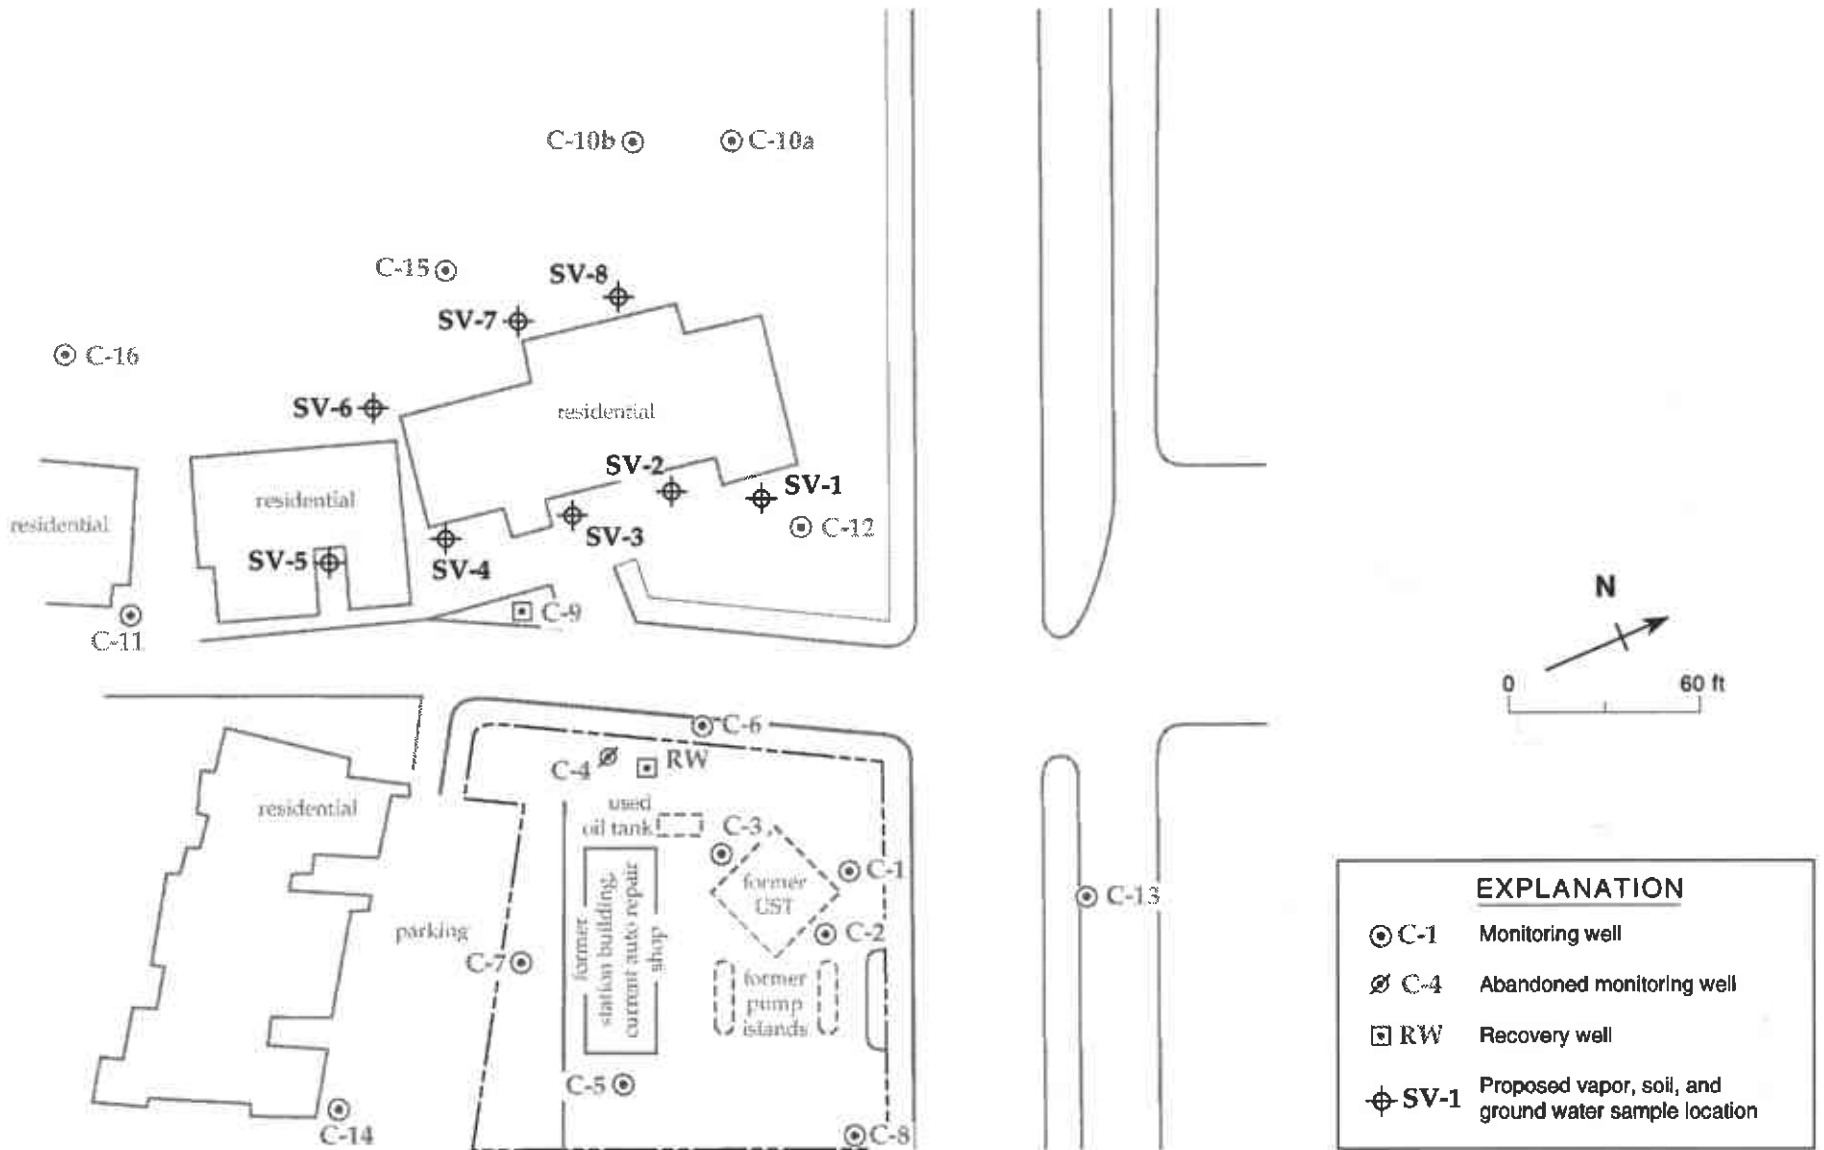 C-10b
C-10a
C-15
SV-8
SV-7
C-16
SV-6
residential
SV-2
SV-1
residential
residential
C-12
SV-3
SV-5
SV-4
C-9
C-11
N
0 60 ft
C-6
C-4
RW
residential
used
oil tank
C-3
C-1
former
UST
C-13
parking
former
station building,
current auto repair
shop
C-2
C-7
former
pump
islands
C-5
C-14
C-8
EXPLANATION
C-1 Monitoring well
C-4 Abandoned monitoring well
RW Recovery well
SV-1 Proposed vapor, soil, and
ground water sample location